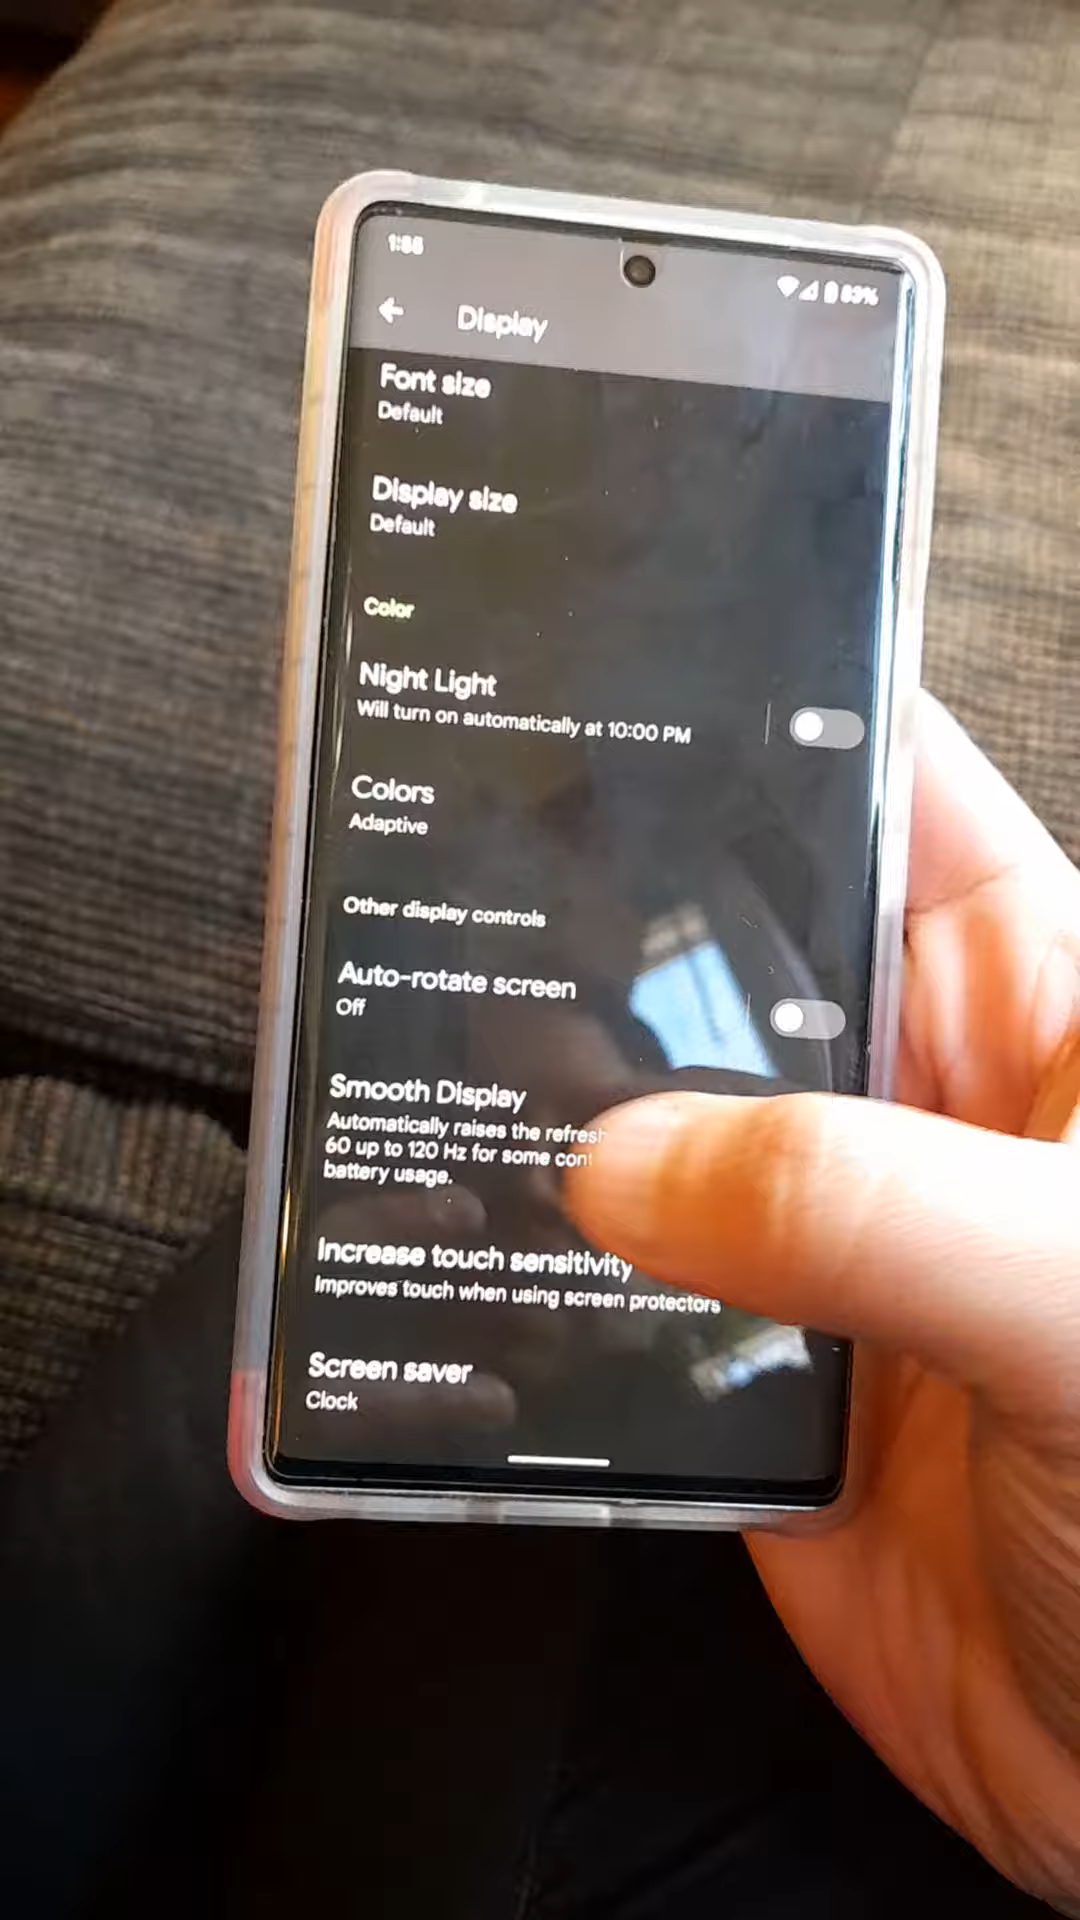 Display
Font size
Default
Display size
Default
Color
Night Light
Will turn on automatically at 10:00 PM
Colors
Adaptive
Other display controls
Auto-rotate screen
Off
Smooth Display
Automatically raises the refresh
60 up to 120 Hz for some
battery usage.
Increase touch sensitivity
Improves touch when using screen protectors
Screen saver
Clock